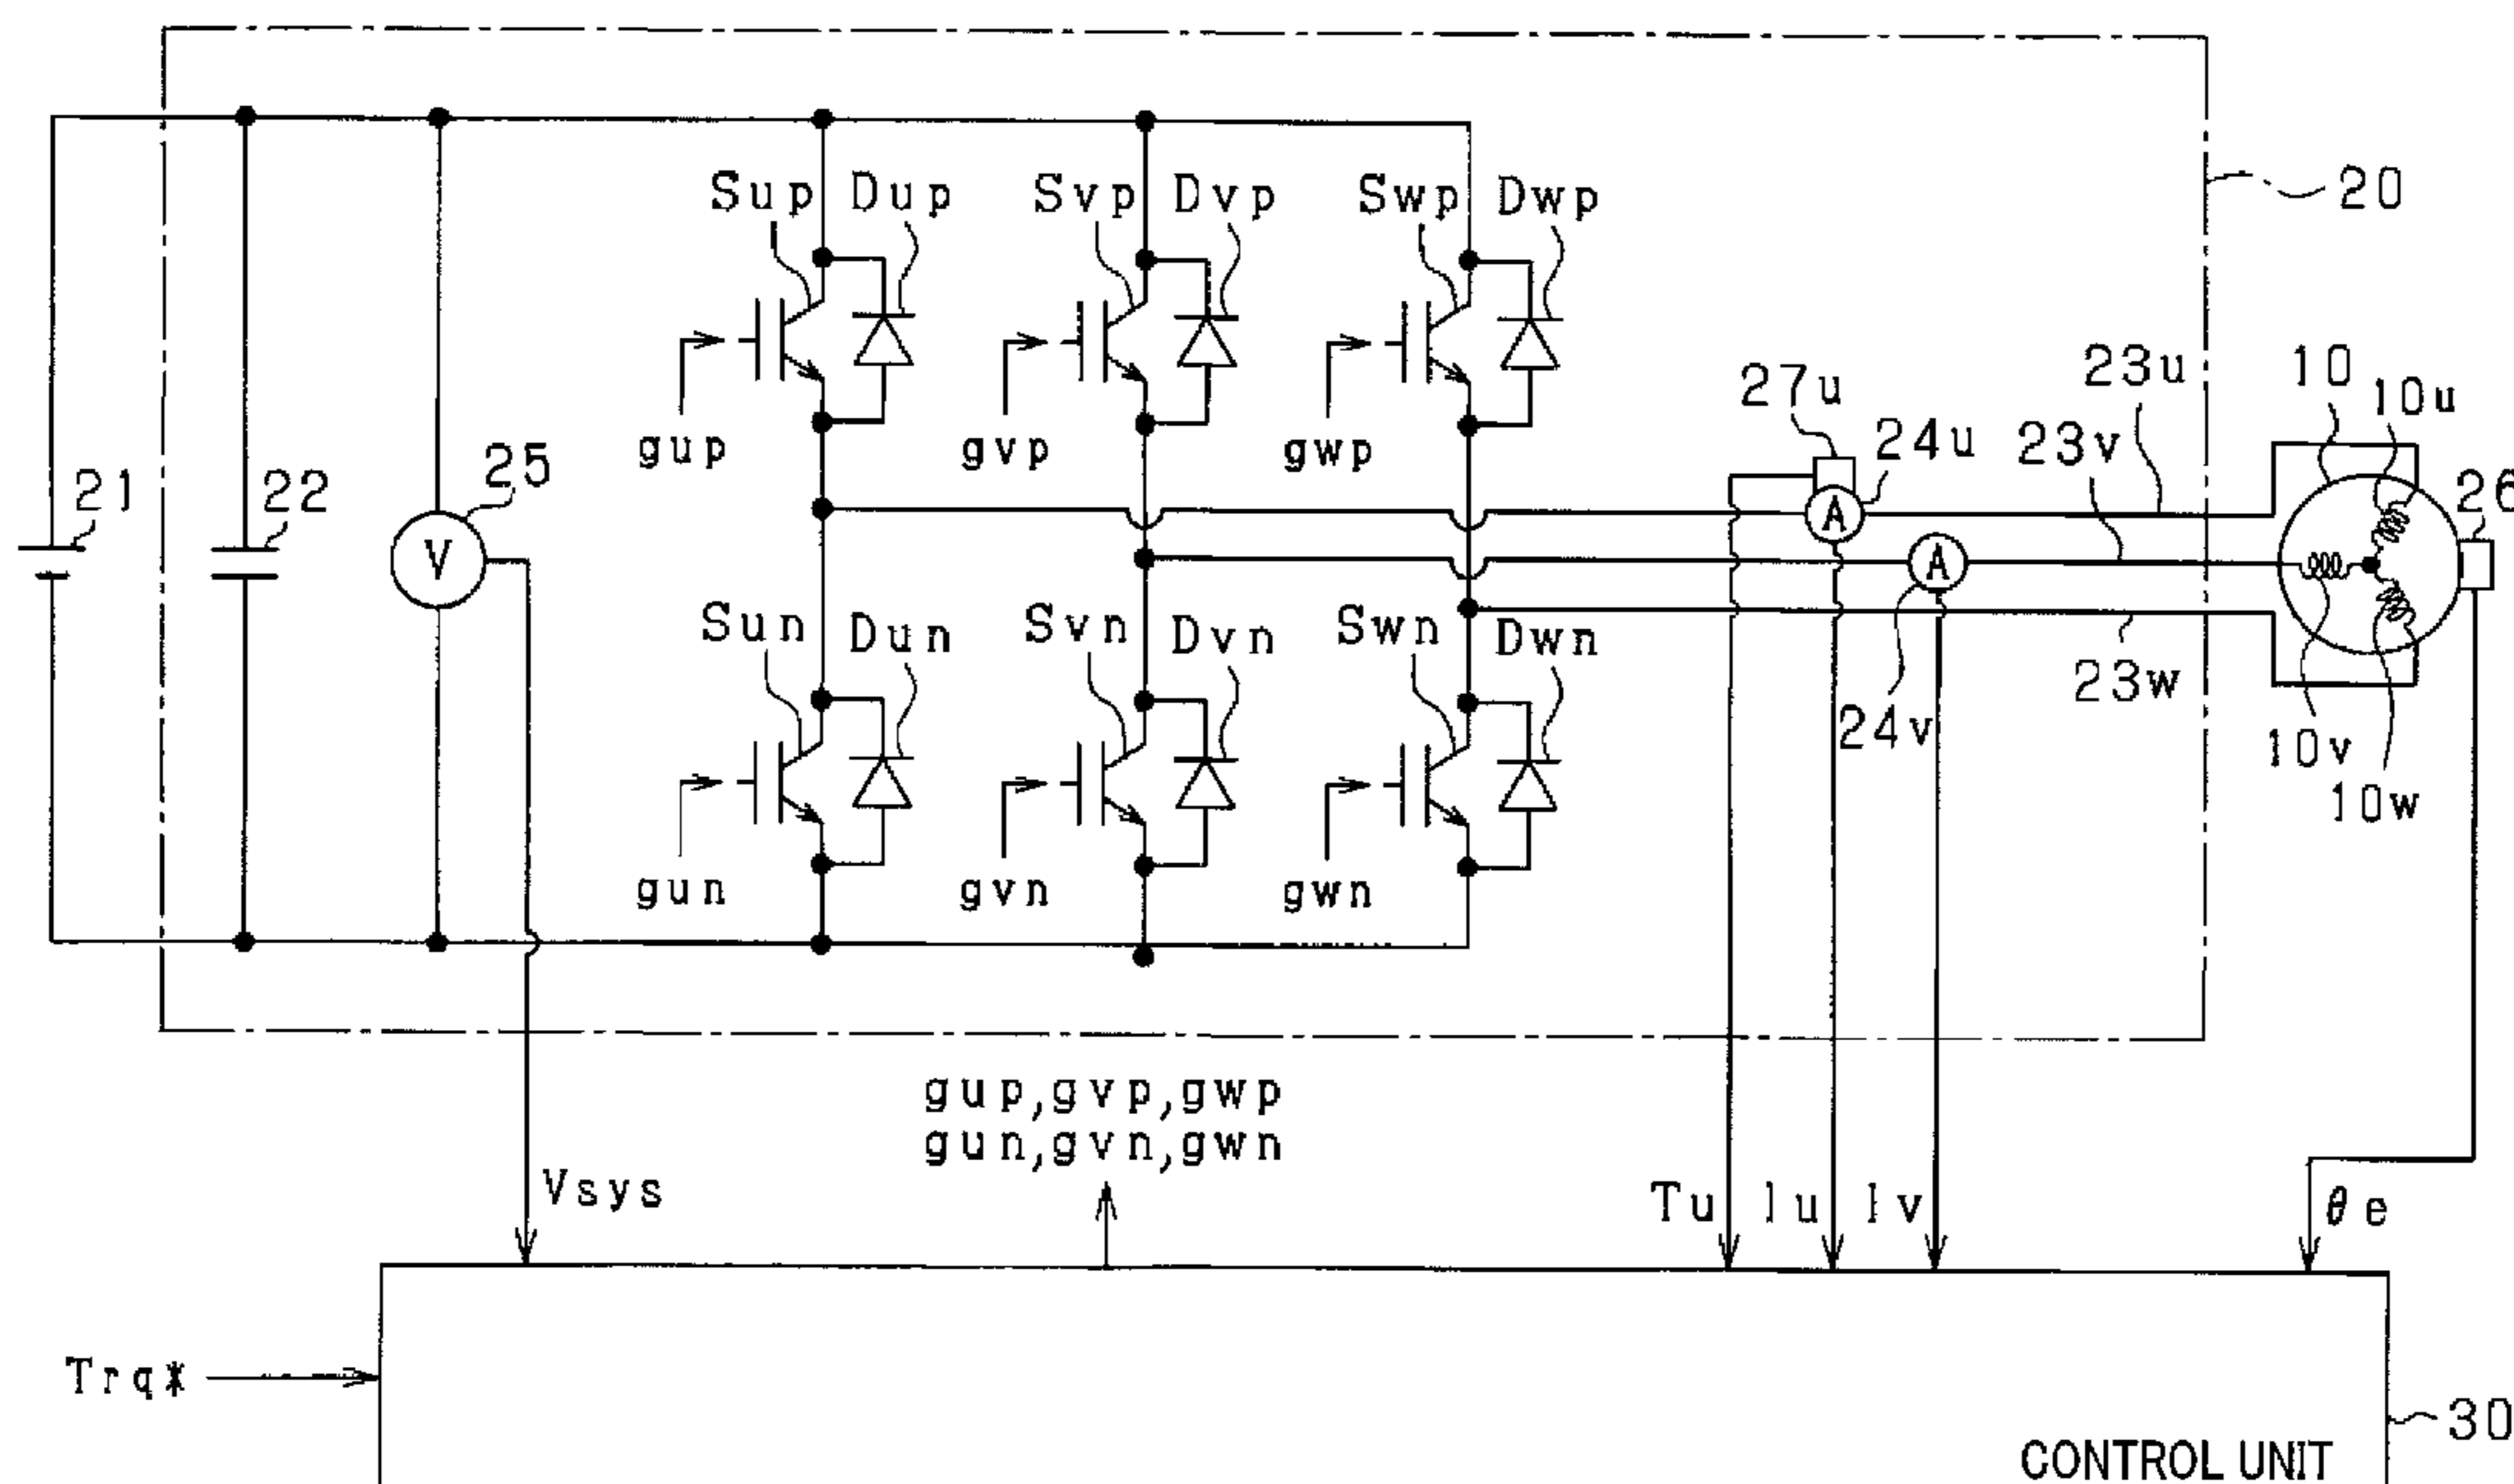 Sup Dup Svp Dvp Swp Dwp
20
gup gvp gwp
27u
24u
23u
23v
10
10u
26
21
22
25
V
A
A
Sun Dun Svn Dvn Swn Dwn
23w
24v
10v
10w
gun gvn gwn
gup,gvp,gwp
gun,gvn,gwn
Vsys
Tu Iu Iv
θe
Trq*
30
CONTROL UNIT